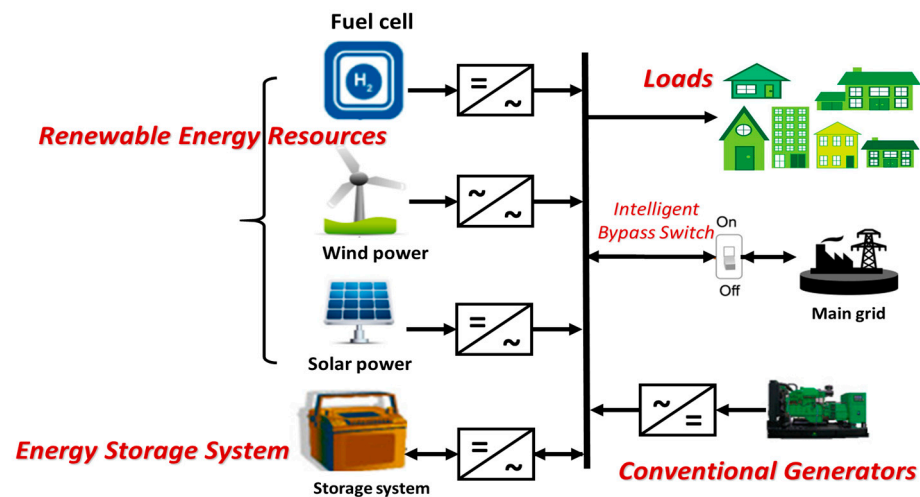 Fuel cell
H2
=
~
Loads
Renewable Energy Resources
~
~
Wind power
Intelligent
Bypass Switch
On
Off
Main grid
=
~
Solar power
~
=
Energy Storage System
=
~
Storage system
Conventional Generators